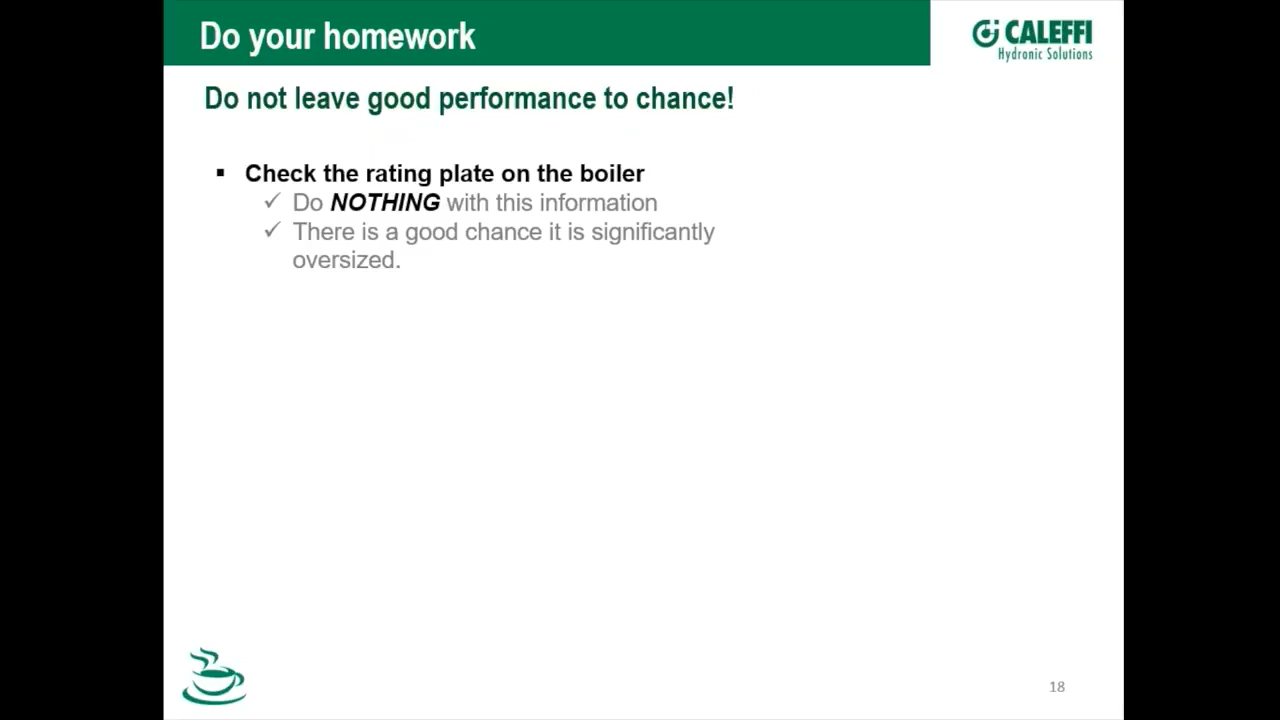 Do your homework
CALEFFI
Hydronic Solutions
Do not leave good performance to chance!
▪ Check the rating plate on the boiler
✓ Do NOTHING with this information
✓ There is a good chance it is significantly
oversized.
18